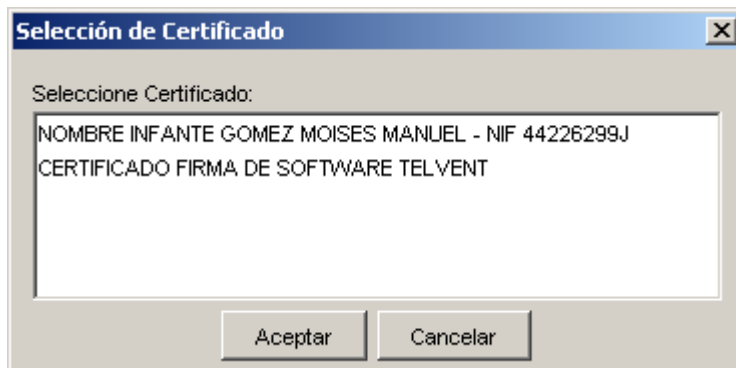 Selección de Certificado
Seleccione Certificado:
NOMBRE INFANTE GOMEZ MOISES MANUEL - NIF 44226299J
CERTIFICADO FIRMA DE SOFTWARE TELVENT
Aceptar
Cancelar